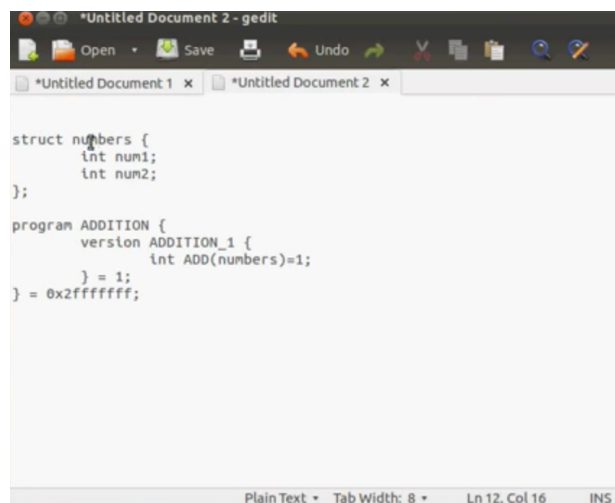 *Untitled Document 2 - gedit
Open Save Undo
*Untitled Document 1 x *Untitled Document 2 x
struct numbers {
int num1;
int num2;
};
program ADDITION {
version ADDITION_1 {
int ADD(numbers)=1;
} = 1;
} = 0x2fffffff;
Plain Text Tab Width: 8 Ln 12, Col 16 INS